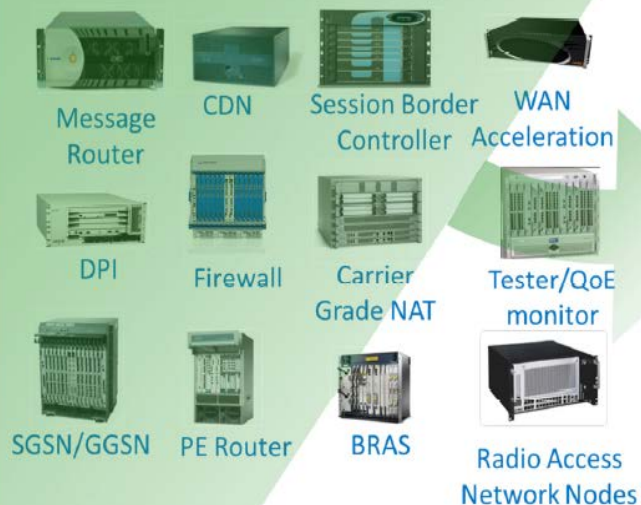 Message
Router
CDN
Session Border
Controller
WAN
Acceleration
DPI
Firewall
Carrier
Grade NAT
Tester/QoE
monitor
SGSN/GGSN
PE Router
BRAS
Radio Access
Network Nodes